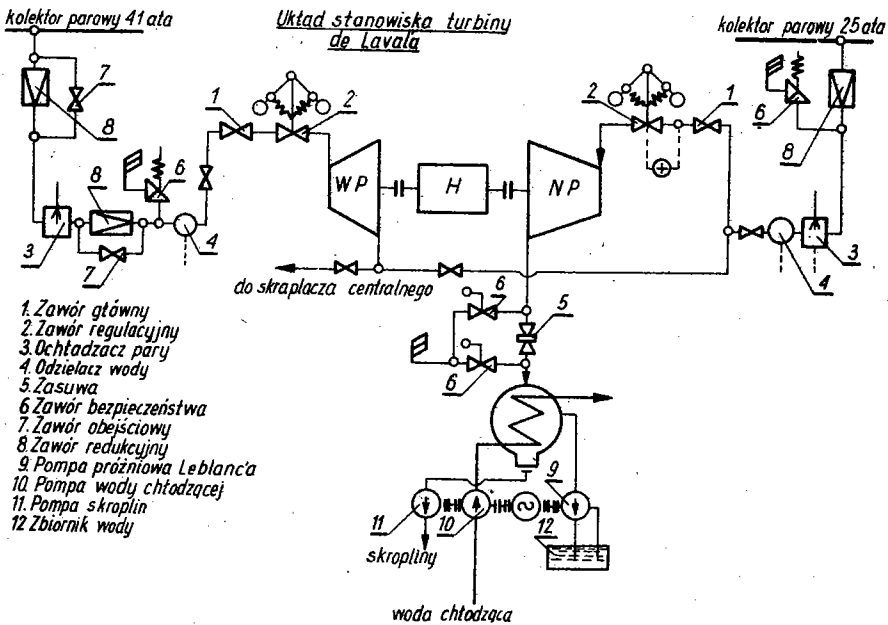 kolektor parowy 41 ata
Układ stanowiska turbiny
de Lavala
kolektor parowy 25 ata
7
8
1
2
2
1
6
8
6
8
WP
H
NP
3
7
4
4
3
do skraplacza centralnego
6
5
6
1. Zawór główny
2. Zawór regulacyjny
3. Ochładzacz pary
4. Odzielacz wody
5. Zasuwa
6 Zawór bezpieczeństwa
7. Zawór obejściowy
8. Zawór redukcyjny
9. Pompa próżniowa Leblanc'a
10. Pompa wody chłodzącej
11. Pompa skroplin
12 Zbiornik wody
9
11
10
12
skropliny
woda chłodząca